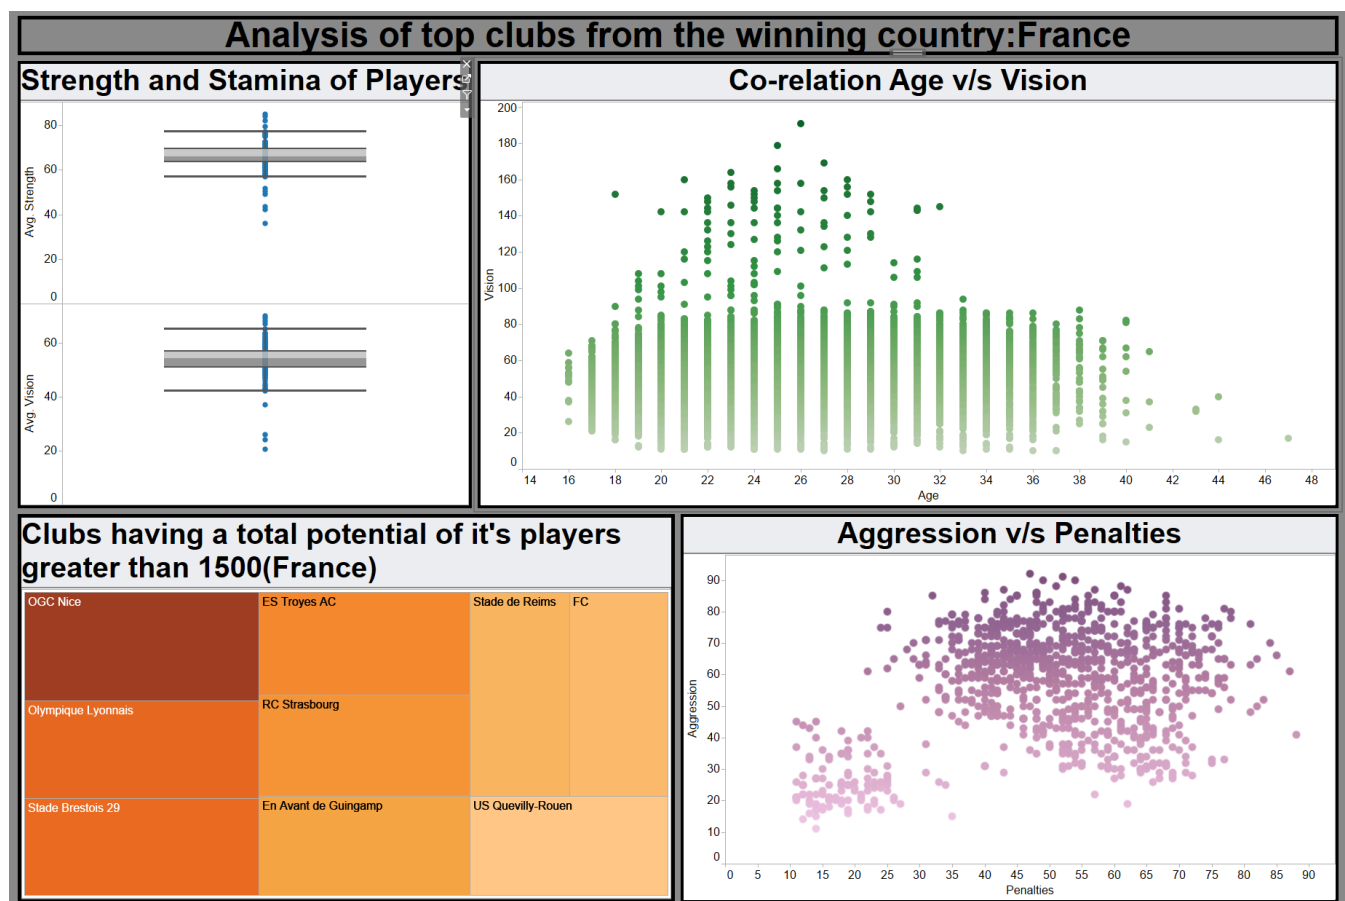 Analysis of top clubs from the winning country:France
Strength and Stamina of Players
80
60
40
20
0
Avg. Strength
60
40
20
0
Avg. Vision
Co-relation Age v/s Vision
200
180
160
140
120
100
80
60
40
20
0
Vision
14 16 18 20 22 24 26 28 30 32 34 36 38 40 42 44 46 48
Age
Clubs having a total potential of it's players
greater than 1500(France)
OGC Nice
Olympique Lyonnais
Stade Brestois 29
ES Troyes AC
RC Strasbourg
En Avant de Guingamp
Stade de Reims
FC
US Quevilly-Rouen
Aggression v/s Penalties
90
80
70
60
50
40
30
20
10
0
Aggression
0 5 10 15 20 25 30 35 40 45 50 55 60 65 70 75 80 85 90
Penalties